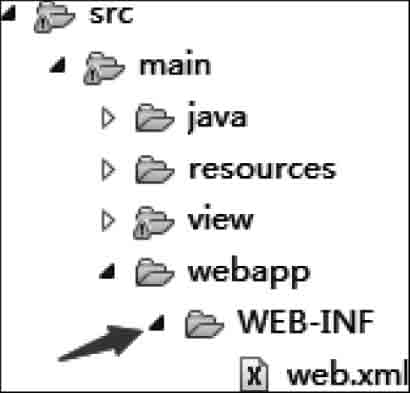 src
main
java
resources
view
webapp
WEB-INF
web.xml